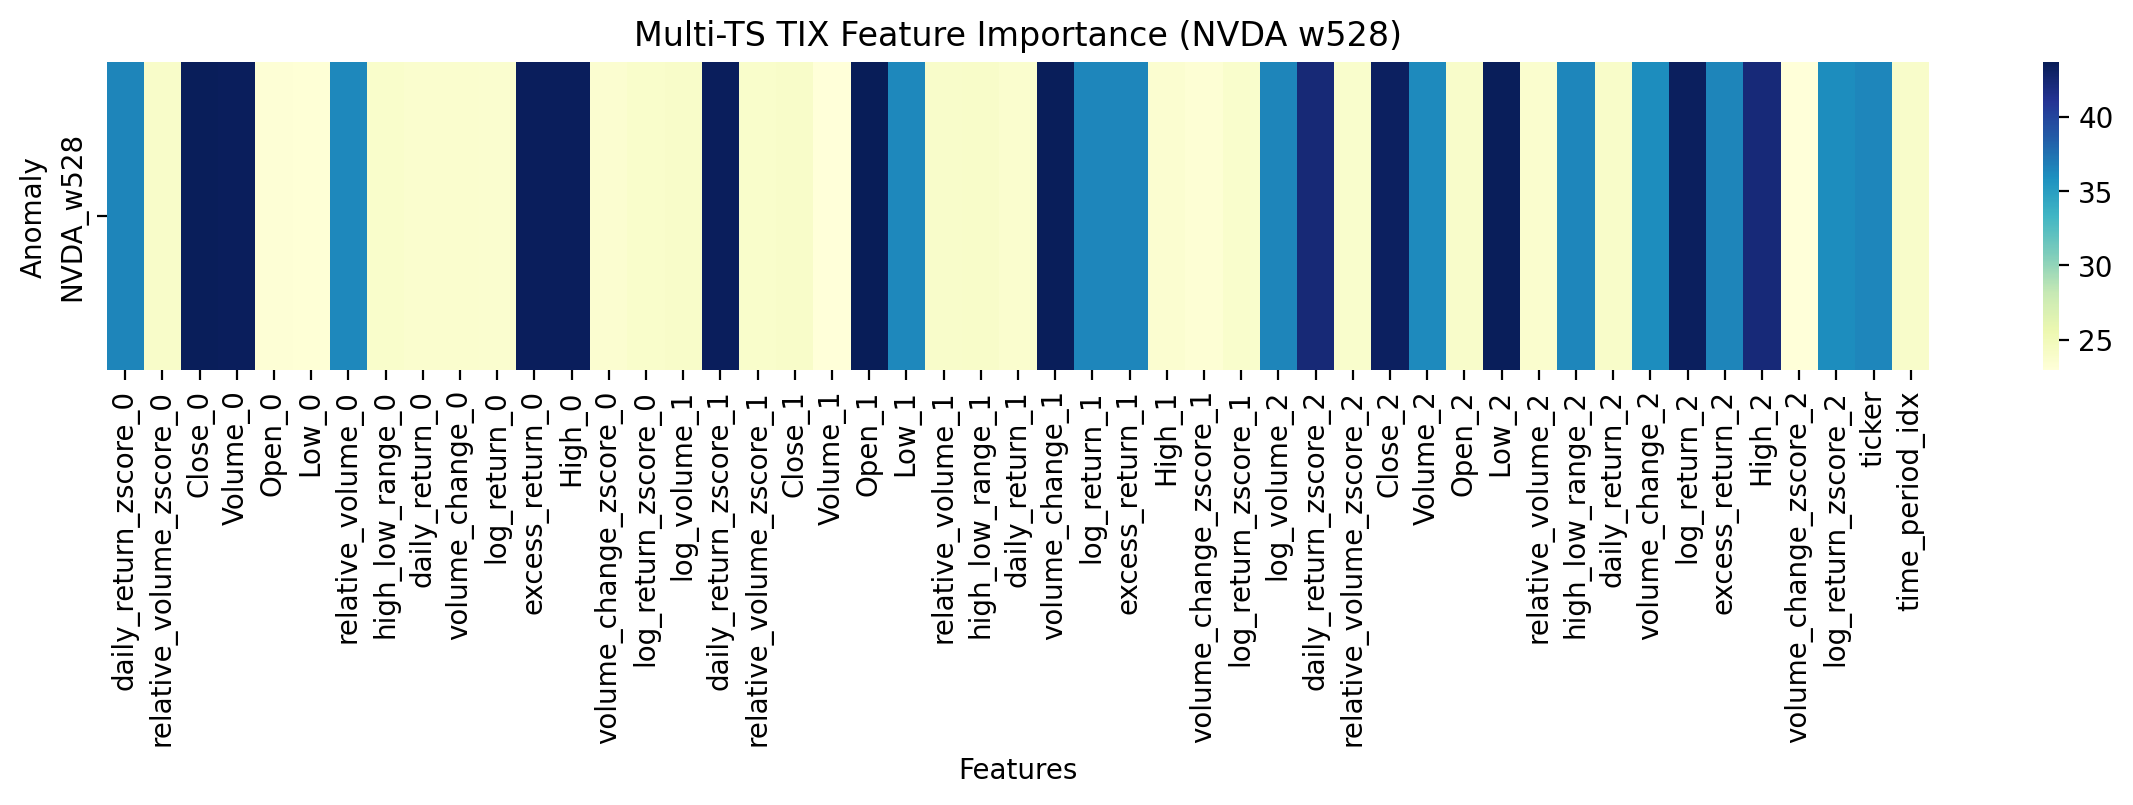 Multi-TS TIX Feature Importance (NVDA w528)
Anomaly
NVDA_w528
40
35
30
25
daily_return_zscore_0
relative_volume_zscore_0
Close_0
Volume_0
Open_0
Low_0
relative_volume_0
high_low_range_0
daily_return_0
volume_change_0
log_return_0
excess_return_0
High_0
volume_change_zscore_0
log_return_zscore_0
log_volume_1
daily_return_zscore_1
relative_volume_zscore_1
Close_1
Volume_1
Open_1
Low_1
relative_volume_1
high_low_range_1
daily_return_1
volume_change_1
log_return_1
excess_return_1
High_1
volume_change_zscore_1
log_return_zscore_1
log_volume_2
daily_return_zscore_2
relative_volume_zscore_2
Close_2
Volume_2
Open_2
Low_2
relative_volume_2
high_low_range_2
daily_return_2
volume_change_2
log_return_2
excess_return_2
High_2
volume_change_zscore_2
log_return_zscore_2
ticker
time_period_idx
Features